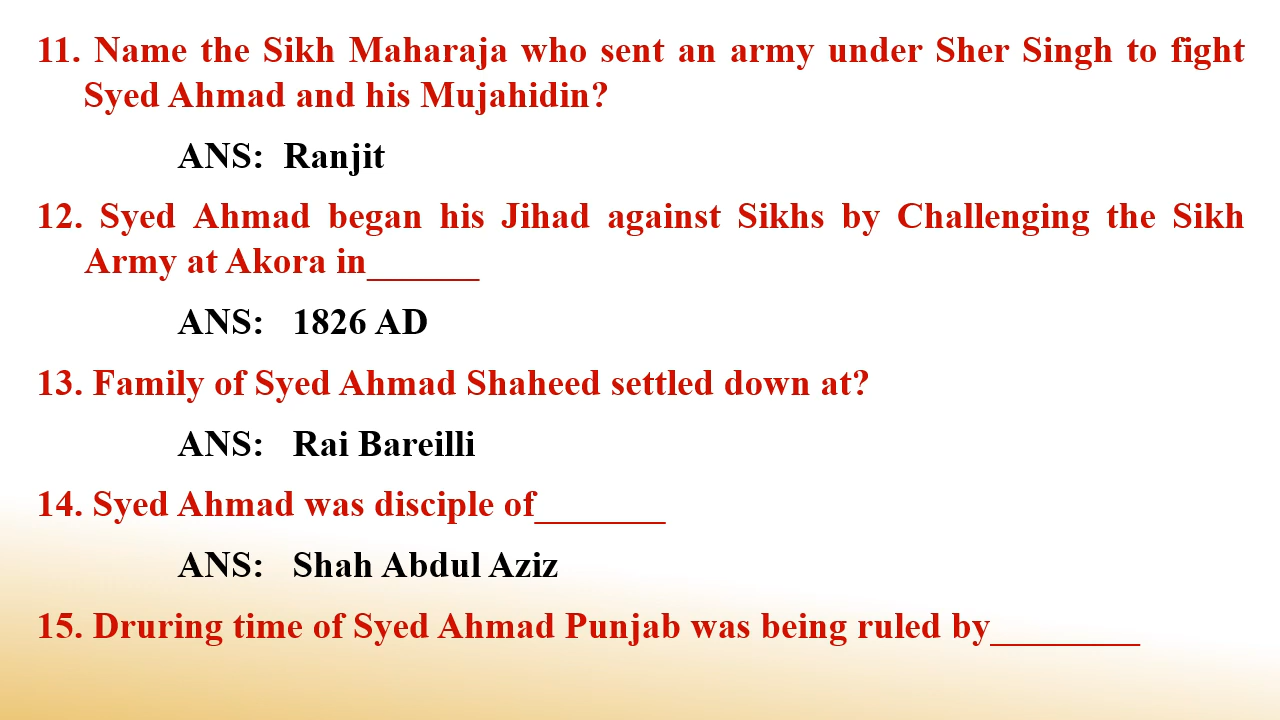 11. Name the Sikh Maharaja who sent an army under Sher Singh to fight
Syed Ahmad and his Mujahidin?
ANS: Ranjit
12. Syed Ahmad began his Jihad against Sikhs by Challenging the Sikh
Army at Akora in______
ANS: 1826 AD
13. Family of Syed Ahmad Shaheed settled down at?
ANS: Rai Bareilli
14. Syed Ahmad was disciple of_______
ANS: Shah Abdul Aziz
15. Druring time of Syed Ahmad Punjab was being ruled by________